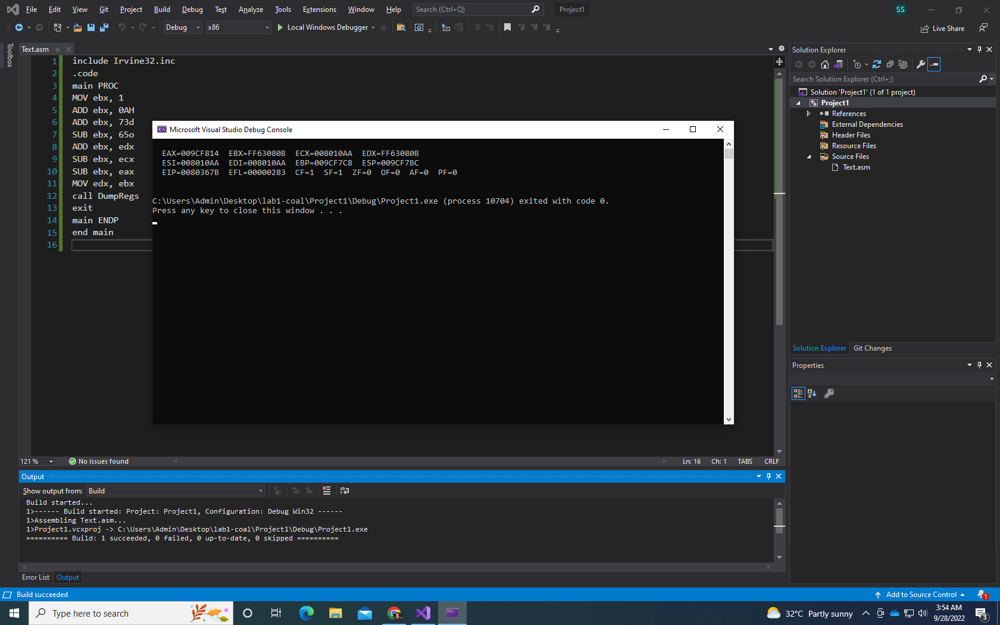 File Edit View Git Project Build Debug Test Analyze Tools Extensions Window Help Search (Ctrl+Q) Project1 SS
Debug x86 Local Windows Debugger Live Share
Toolbox
Text.asm
1 include Irvine32.inc
2 .code
3 main PROC
4 MOV ebx, 1
5 ADD ebx, 0AH
6 ADD ebx, 73d
7 SUB ebx, 65o
8 ADD ebx, edx
9 SUB ebx, ecx
10 SUB ebx, eax
11 MOV edx, ebx
12 call DumpRegs
13 exit
14 main ENDP
15 end main
16
Microsoft Visual Studio Debug Console
EAX=009CF814 EBX=FF63080B ECX=008010AA EDX=FF63080B
ESI=008010AA EDI=008010AA EBP=009CF7C8 ESP=009CF7BC
EIP=0080367B EFL=00000283 CF=1 SF=1 ZF=0 OF=0 AF=0 PF=0
C:\Users\Admin\Desktop\lab1-coal\Project1\Debug\Project1.exe (process 10704) exited with code 0.
Press any key to close this window . . .
121 % No issues found Ln: 16 Ch: 1 TABS CRLF
Output
Show output from: Build
Build started...
1>------ Build started: Project: Project1, Configuration: Debug Win32 ------
1>Assembling Text.asm...
1>Project1.vcxproj -> C:\Users\Admin\Desktop\lab1-coal\Project1\Debug\Project1.exe
========== Build: 1 succeeded, 0 failed, 0 up-to-date, 0 skipped ==========
Error List Output
Solution Explorer
Search Solution Explorer (Ctrl+;)
Solution 'Project1' (1 of 1 project)
Project1
References
External Dependencies
Header Files
Resource Files
Source Files
Text.asm
Solution Explorer Git Changes
Properties
Build succeeded Add to Source Control 1
Type here to search 32°C Partly sunny 3:54 AM
9/28/2022 3